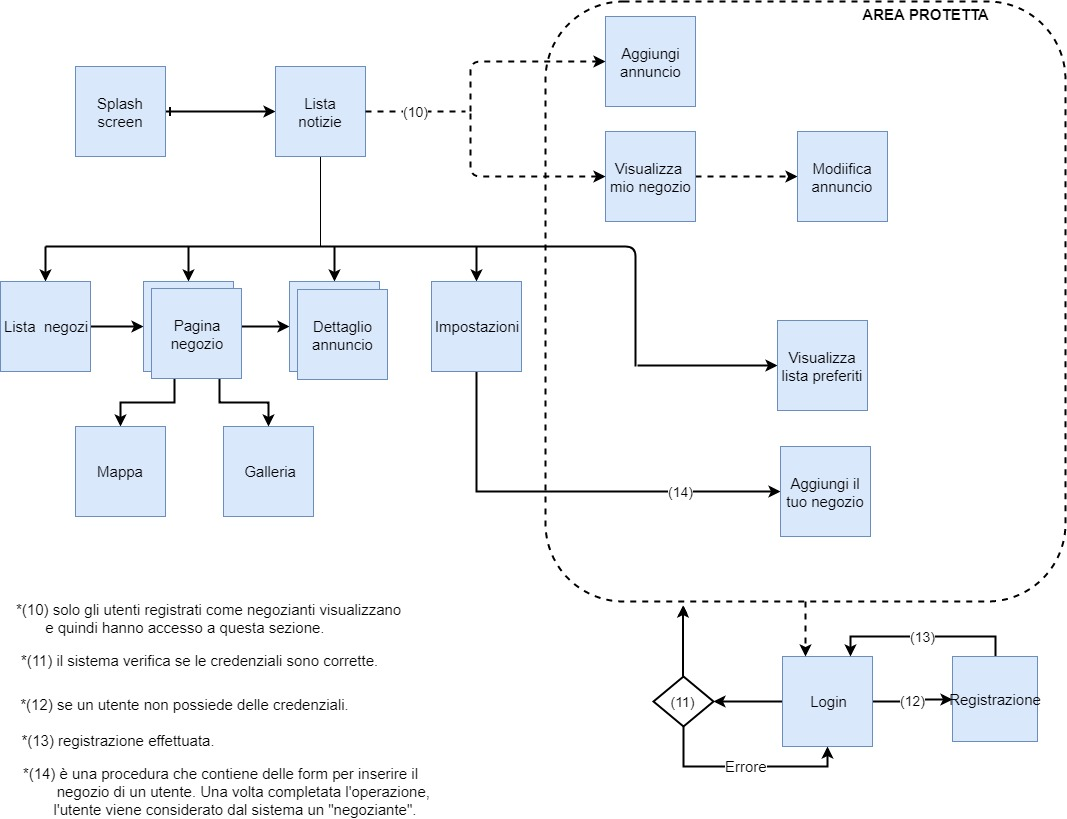 AREA PROTETTA
Aggiungi
annuncio
Splash
screen
Lista
notizie
(10)
Visualizza
mio negozio
Modiifica
annuncio
Lista negozi
Pagina
negozio
Dettaglio
annuncio
Impostazioni
Visualizza
lista preferiti
Mappa
Galleria
(14)
Aggiungi il
tuo negozio
*(10) solo gli utenti registrati come negozianti visualizzano
e quindi hanno accesso a questa sezione.
*(11) il sistema verifica se le credenziali sono corrette.
*(12) se un utente non possiede delle credenziali.
*(13) registrazione effettuata.
*(14) è una procedura che contiene delle form per inserire il
negozio di un utente. Una volta completata l'operazione,
l'utente viene considerato dal sistema un "negoziante".
(13)
(11)
Login
(12)
Registrazione
Errore